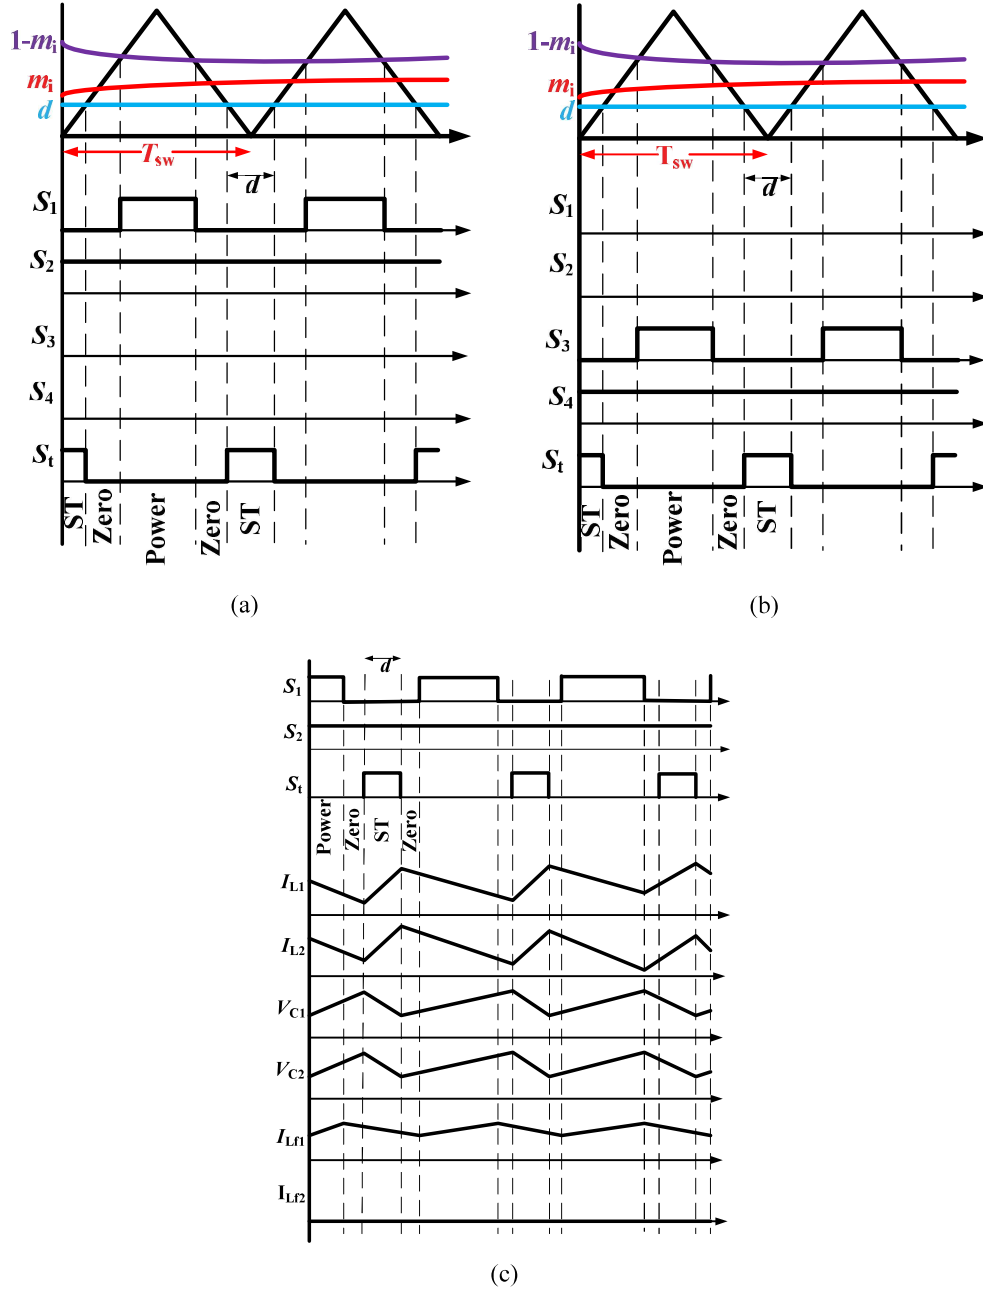 1-mi
mi
d
Tsw
d
S1
S2
S3
S4
St
ST
Zero
Power
Zero
ST
(a)
1-mi
mi
d
Tsw
d
S1
S2
S3
S4
St
ST
Zero
Power
Zero
ST
(b)
d
S1
S2
St
Power
Zero
ST
Zero
IL1
IL2
VC1
VC2
ILf1
ILf2
(c)